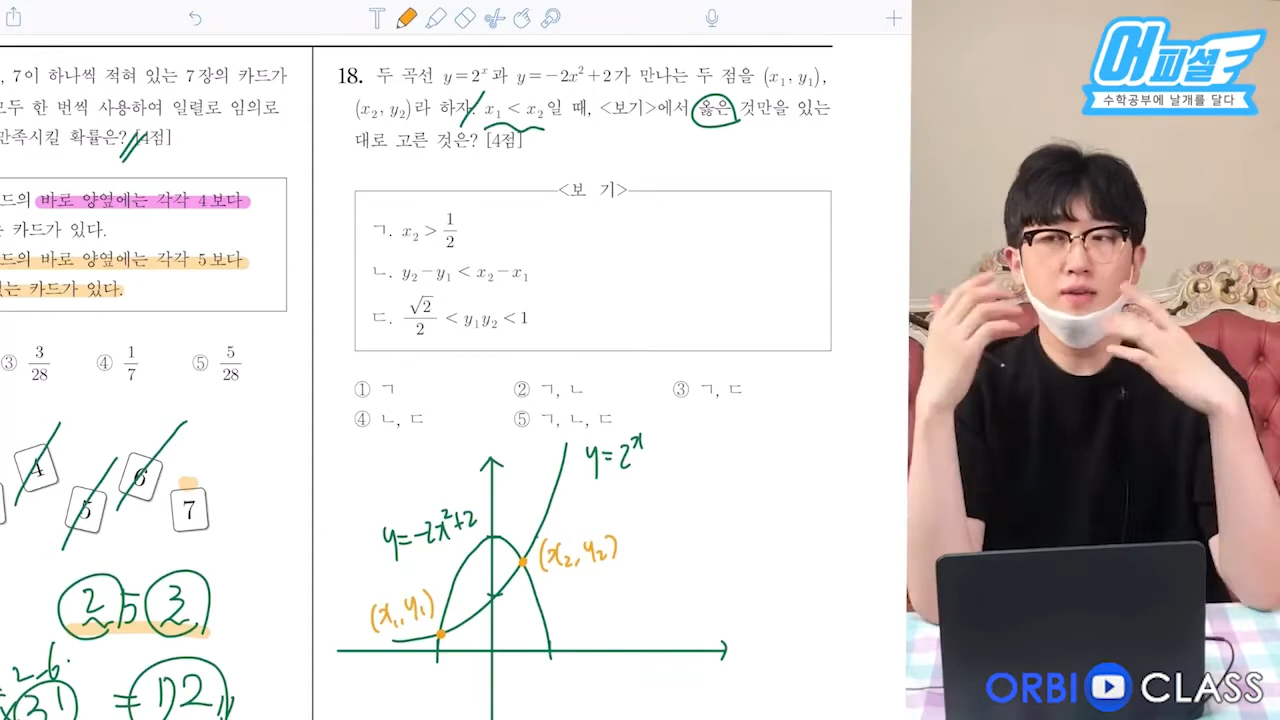 , 7이 하나씩 적혀 있는 7장의 카드가
모두 한 번씩 사용하여 일렬로 임의로
만족시킬 확률은? [4점]
드의 바로 양옆에는 각각 4보다
는 카드가 있다.
드의 바로 양옆에는 각각 5보다
있는 카드가 있다.
③ 3/28 ④ 1/7 ⑤ 5/28
4
5
6
7
2 5 3
= 172
18. 두 곡선 y=2ˣ과 y=−2x²+2가 만나는 두 점을 (x₁, y₁),
(x₂, y₂)라 하자. x₁ < x₂일 때, <보기>에서 옳은 것만을 있는
대로 고른 것은? [4점]
<보 기>
ㄱ. x₂ > 1/2
ㄴ. y₂−y₁ < x₂−x₁
ㄷ. √2/2 < y₁y₂ < 1
① ㄱ ② ㄱ, ㄴ ③ ㄱ, ㄷ
④ ㄴ, ㄷ ⑤ ㄱ, ㄴ, ㄷ
y=2ˣ
y=-2x²+2
(x₂, y₂)
(x₁, y₁)
어피셜
수학공부에 날개를 달다
ORBI CLASS